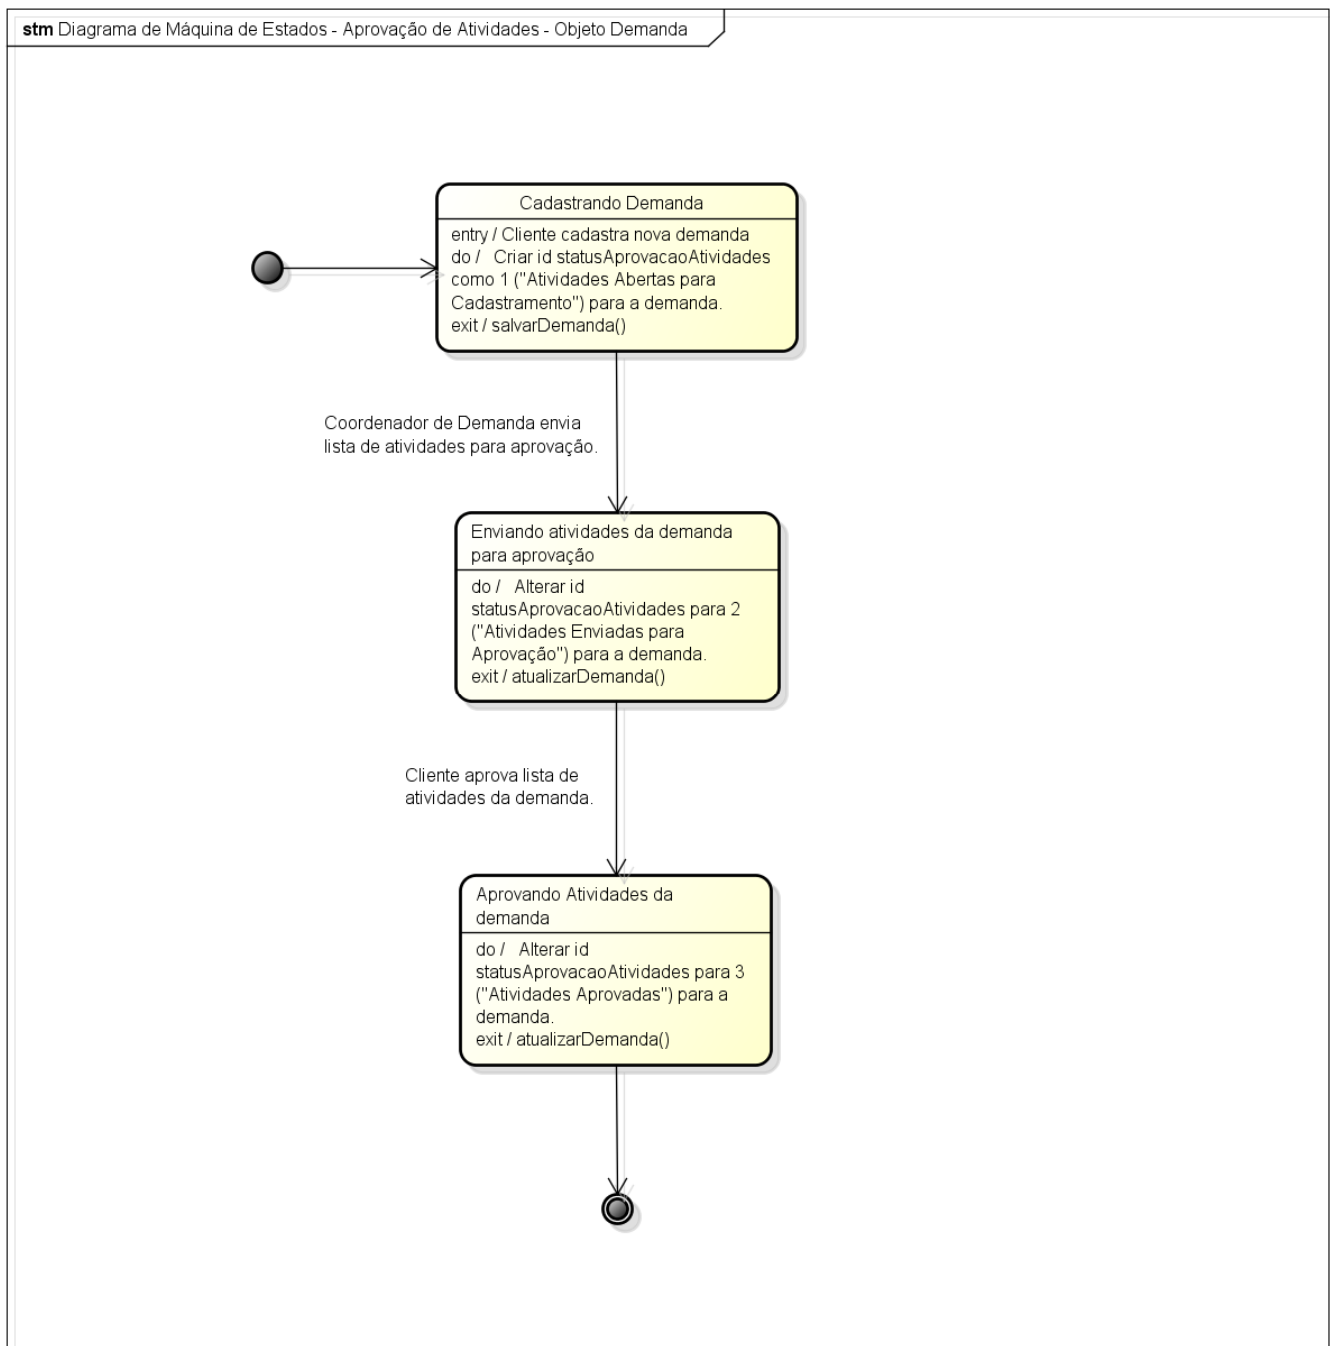 stm Diagrama de Máquina de Estados - Aprovação de Atividades - Objeto Demanda
Cadastrando Demanda
entry / Cliente cadastra nova demanda
do / Criar id statusAprovacaoAtividades
como 1 ("Atividades Abertas para
Cadastramento") para a demanda.
exit / salvarDemanda()
Coordenador de Demanda envia
lista de atividades para aprovação.
Enviando atividades da demanda
para aprovação
do / Alterar id
statusAprovacaoAtividades para 2
("Atividades Enviadas para
Aprovação") para a demanda.
exit / atualizarDemanda()
Cliente aprova lista de
atividades da demanda.
Aprovando Atividades da
demanda
do / Alterar id
statusAprovacaoAtividades para 3
("Atividades Aprovadas") para a
demanda.
exit / atualizarDemanda()